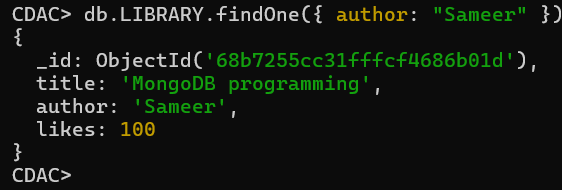 CDAC> db.LIBRARY.findOne({ author: "Sameer" })
{
  _id: ObjectId('68b7255cc31fffcf4686b01d'),
  title: 'MongoDB programming',
  author: 'Sameer',
  likes: 100
}
CDAC>